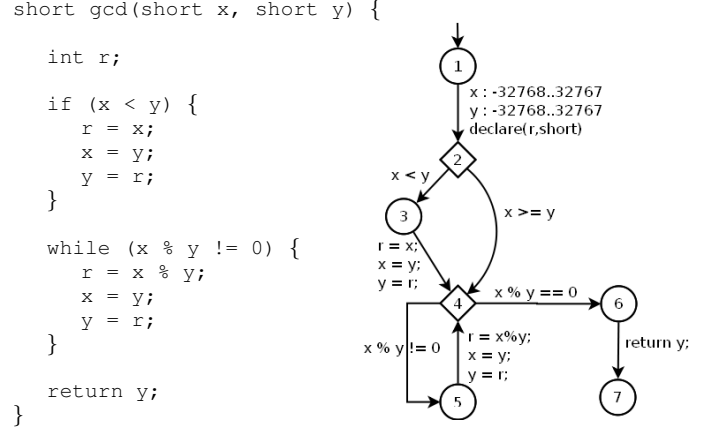 short gcd(short x, short y) {
int r;
if (x < y) {
r = x;
x = y;
y = r;
}
while (x % y != 0) {
r = x % y;
x = y;
y = r;
}
return y;
}
1
x : -32768..32767
y : -32768..32767
declare(r,short)
2
x < y
x >= y
3
r = x;
x = y;
y = r;
4
x % y == 0
6
x % y != 0
r = x%y;
x = y;
y = r;
return y;
5
7